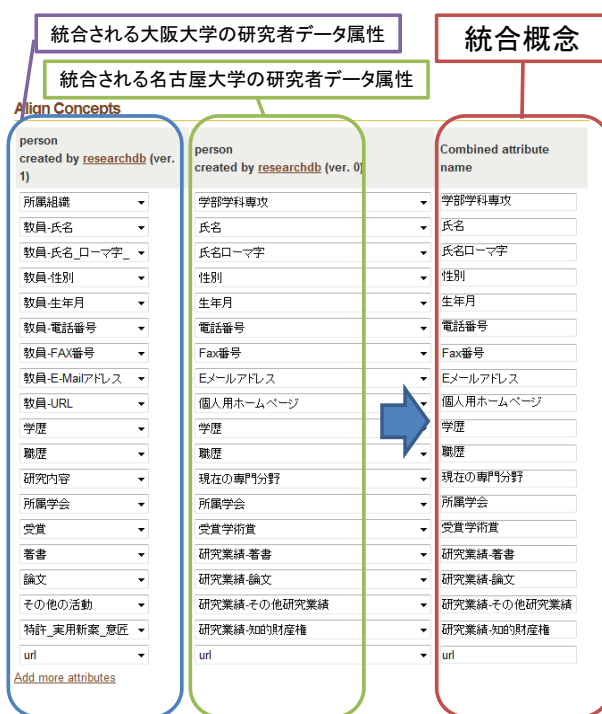 統合される大阪大学の研究者データ属性
統合概念
統合される名古屋大学の研究者データ属性
Align Concepts
person
created by researchdb (ver.
1)
person
created by researchdb (ver. 0)
Combined attribute
name
所属組織 学部学科専攻 学部学科専攻
教員-氏名 氏名 氏名
教員-氏名_ローマ字_ 氏名ローマ字 氏名ローマ字
教員-性別 性別 性別
教員-生年月 生年月 生年月
教員-電話番号 電話番号 電話番号
教員-FAX番号 Fax番号 Fax番号
教員-E-Mailアドレス Eメールアドレス Eメールアドレス
教員-URL 個人用ホームページ 個人用ホームページ
学歴 学歴 学歴
職歴 職歴 職歴
研究内容 現在の専門分野 現在の専門分野
所属学会 所属学会 所属学会
受賞 受賞学術賞 受賞学術賞
著書 研究業績-著書 研究業績-著書
論文 研究業績-論文 研究業績-論文
その他の活動 研究業績-その他研究業績 研究業績-その他研究業績
特許_実用新案_意匠 研究業績-知的財産権 研究業績-知的財産権
url url url
Add more attributes